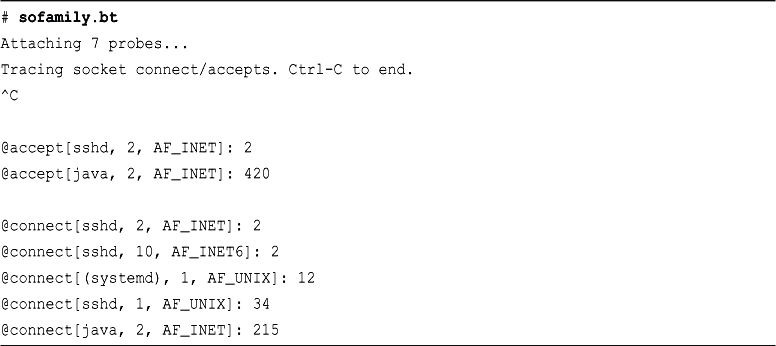 # sofamily.bt
Attaching 7 probes...
Tracing socket connect/accepts. Ctrl-C to end.
^C
@accept[sshd, 2, AF_INET]: 2
@accept[java, 2, AF_INET]: 420
@connect[sshd, 2, AF_INET]: 2
@connect[sshd, 10, AF_INET6]: 2
@connect[(systemd), 1, AF_UNIX]: 12
@connect[sshd, 1, AF_UNIX]: 34
@connect[java, 2, AF_INET]: 215